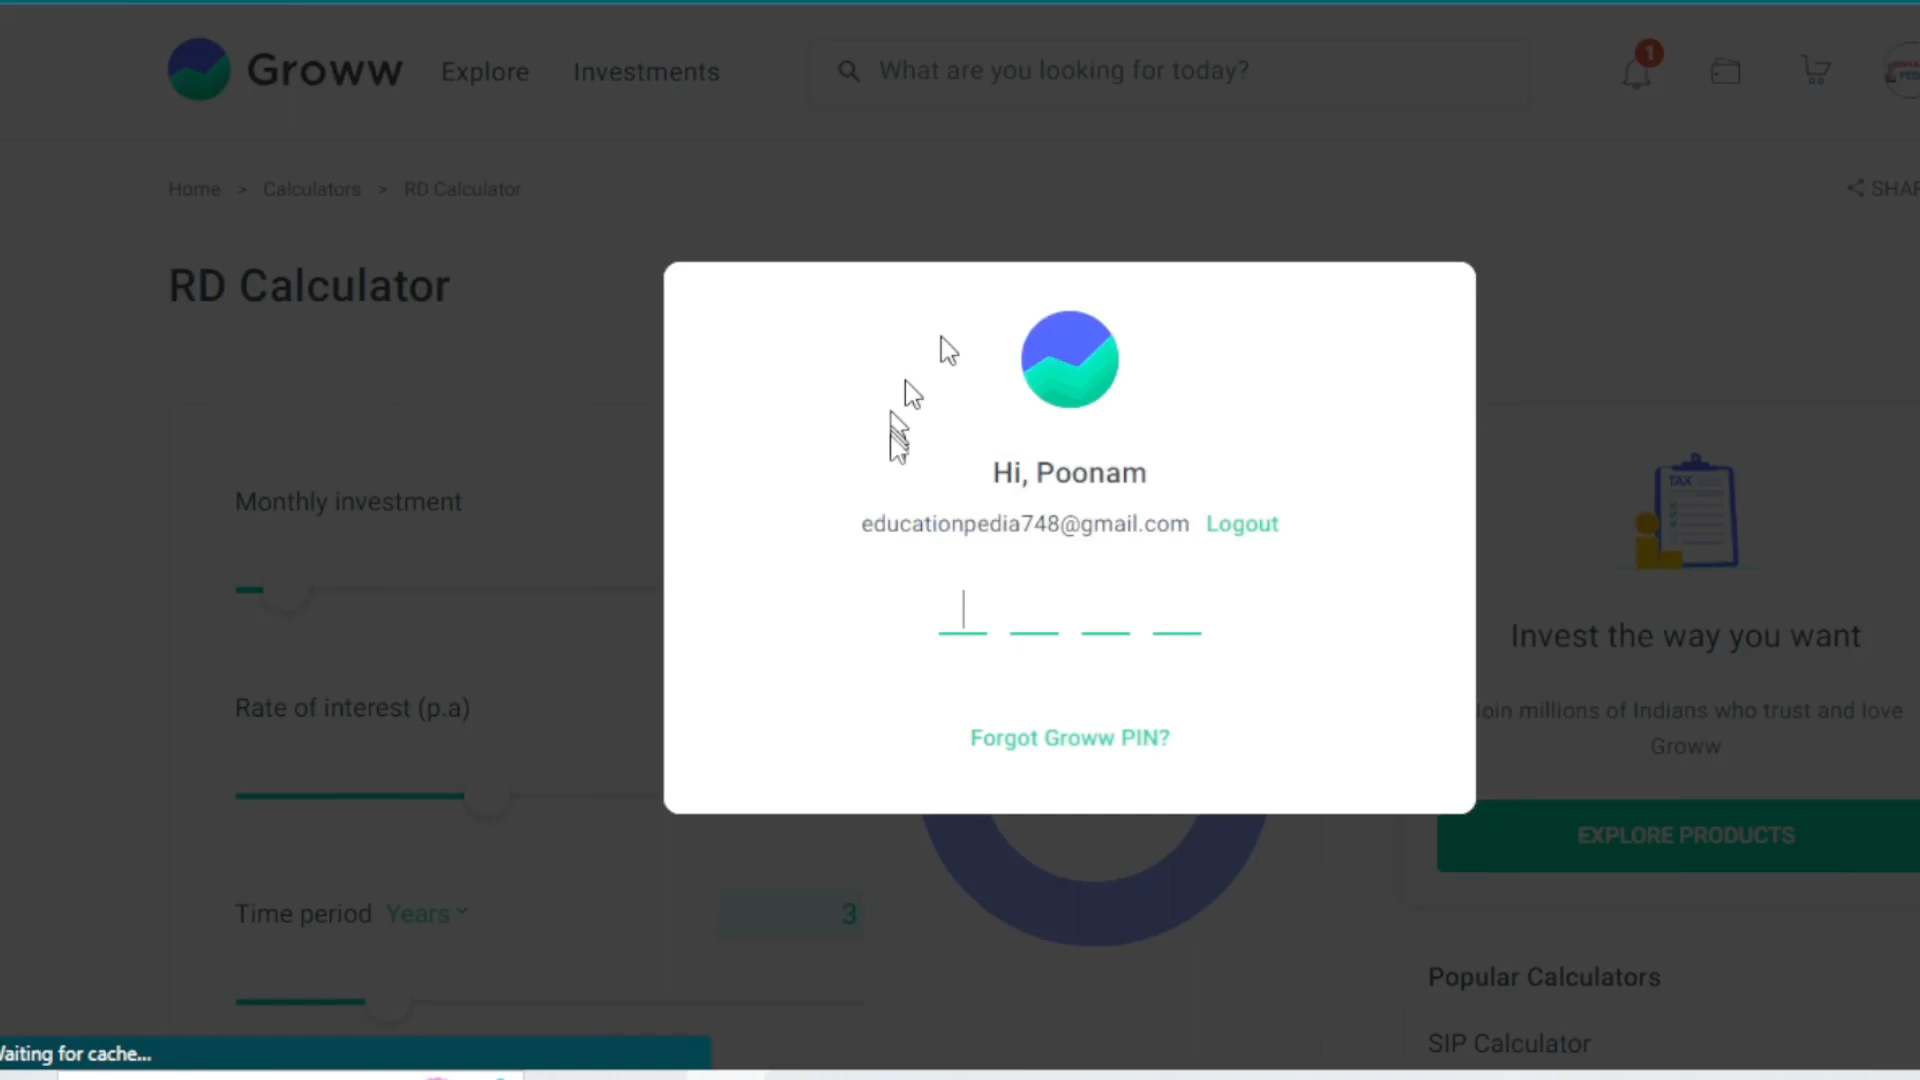 Groww
Explore
Investments
What are you looking for today?
1
Home > Calculators > RD Calculator
RD Calculator
Hi, Poonam
educationpedia748@gmail.com Logout
Forgot Groww PIN?
Monthly investment
Rate of interest (p.a)
Time period Years
3
TAX
Invest the way you want
Join millions of Indians who trust and love
Groww
EXPLORE PRODUCTS
Popular Calculators
SIP Calculator
Waiting for cache...